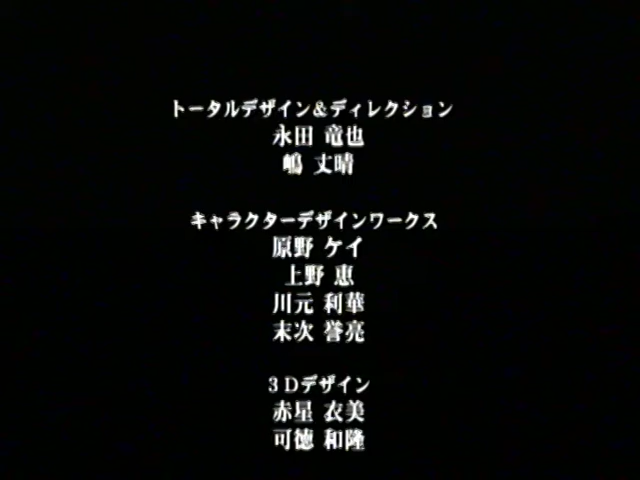 トータルデザイン&ディレクション
永田 竜也
嶋 丈晴
キャラクターデザインワークス
原野 ケイ
上野 恵
川元 利華
末次 誉亮
３Ｄデザイン
赤星 衣美
可徳 和隆